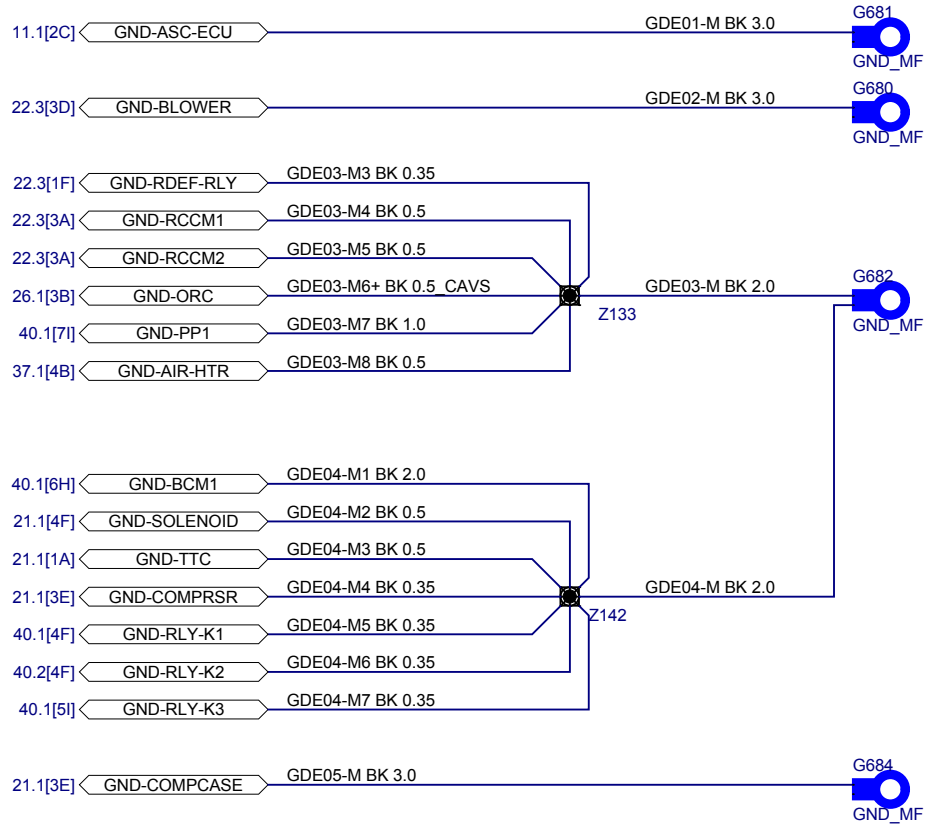 G681
11.1[2C] GND-ASC-ECU GDE01-M BK 3.0
GND_MF
G680
22.3[3D] GND-BLOWER GDE02-M BK 3.0
GND_MF
22.3[1F] GND-RDEF-RLY GDE03-M3 BK 0.35
22.3[3A] GND-RCCM1 GDE03-M4 BK 0.5
22.3[3A] GND-RCCM2 GDE03-M5 BK 0.5
G682
26.1[3B] GND-ORC GDE03-M6+ BK 0.5_CAVS GDE03-M BK 2.0
Z133
GND_MF
40.1[7I] GND-PP1 GDE03-M7 BK 1.0
37.1[4B] GND-AIR-HTR GDE03-M8 BK 0.5
40.1[6H] GND-BCM1 GDE04-M1 BK 2.0
21.1[4F] GND-SOLENOID GDE04-M2 BK 0.5
21.1[1A] GND-TTC GDE04-M3 BK 0.5
21.1[3E] GND-COMPRSR GDE04-M4 BK 0.35 GDE04-M BK 2.0
Z142
40.1[4F] GND-RLY-K1 GDE04-M5 BK 0.35
40.2[4F] GND-RLY-K2 GDE04-M6 BK 0.35
40.1[5I] GND-RLY-K3 GDE04-M7 BK 0.35
G684
21.1[3E] GND-COMPCASE GDE05-M BK 3.0
GND_MF